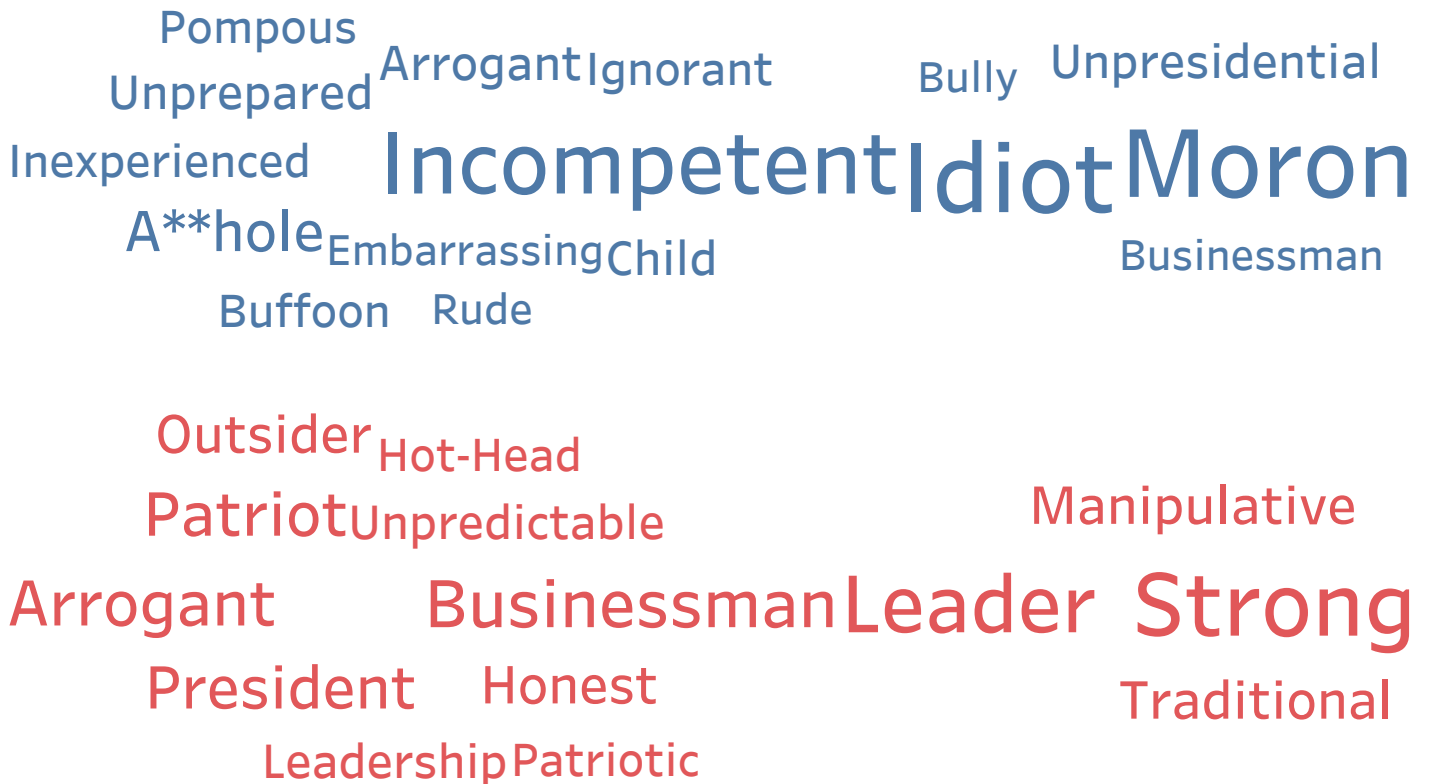 Pompous
Arrogant Ignorant Bully Unpresidential
Unprepared
Inexperienced Incompetent Idiot Moron
A**hole Embarrassing Child Businessman
Buffoon Rude
Outsider Hot-Head
Patriot Unpredictable Manipulative
Arrogant Businessman Leader Strong
President Honest Traditional
Leadership Patriotic